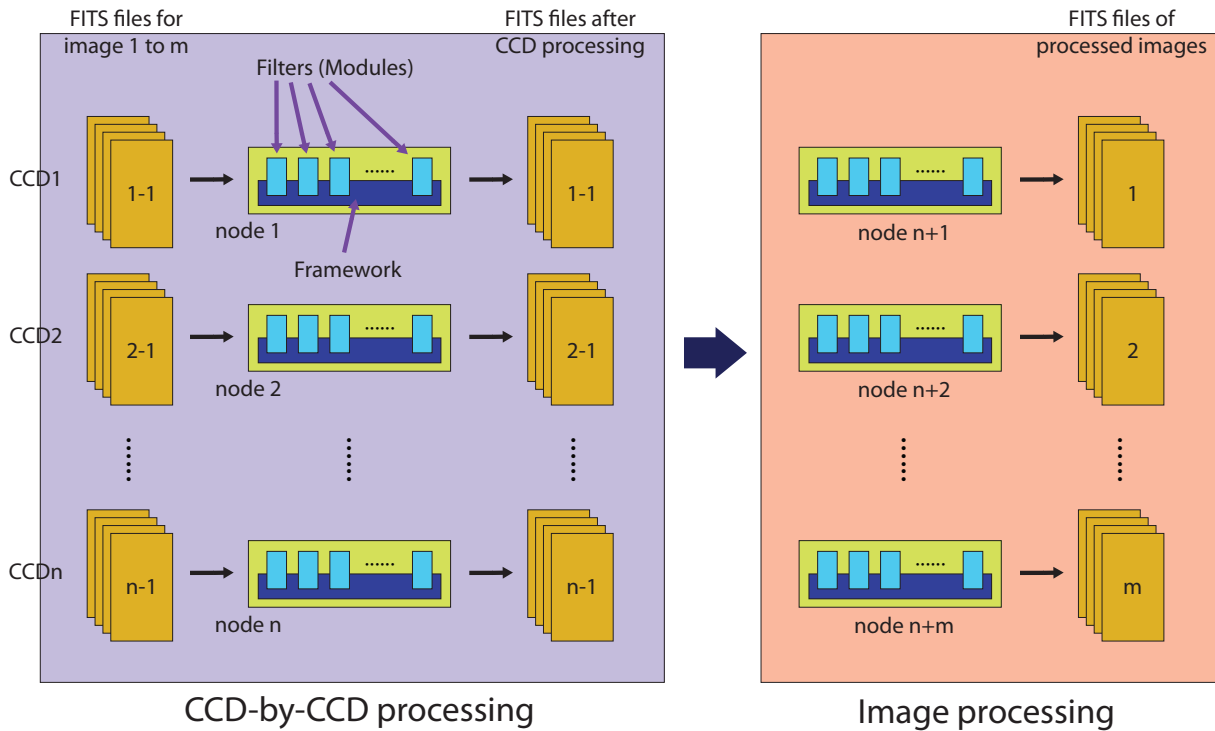 FITS files for
image 1 to m
FITS files after
CCD processing
FITS files of
processed images
Filters (Modules)
CCD1
1-1
......
1-1
node 1
Framework
......
1
node n+1
CCD2
2-1
......
2-1
node 2
......
2
node n+2
CCDn
n-1
......
n-1
node n
......
m
node n+m
CCD-by-CCD processing
Image processing